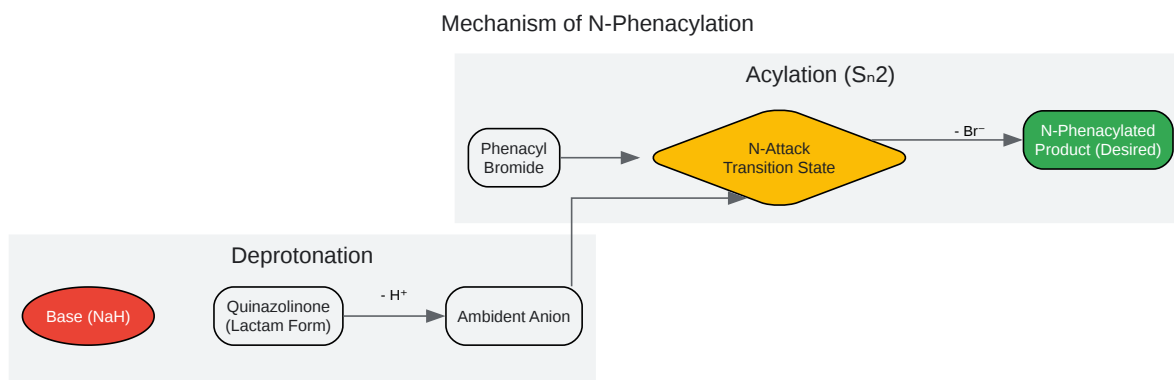 Mechanism of N-Phenacylation
Acylation (Sₙ2)
Phenacyl
Bromide
N-Attack
Transition State
- Br⁻
N-Phenacylated
Product (Desired)
Deprotonation
Base (NaH)
Quinazolinone
(Lactam Form)
- H⁺
Ambident Anion